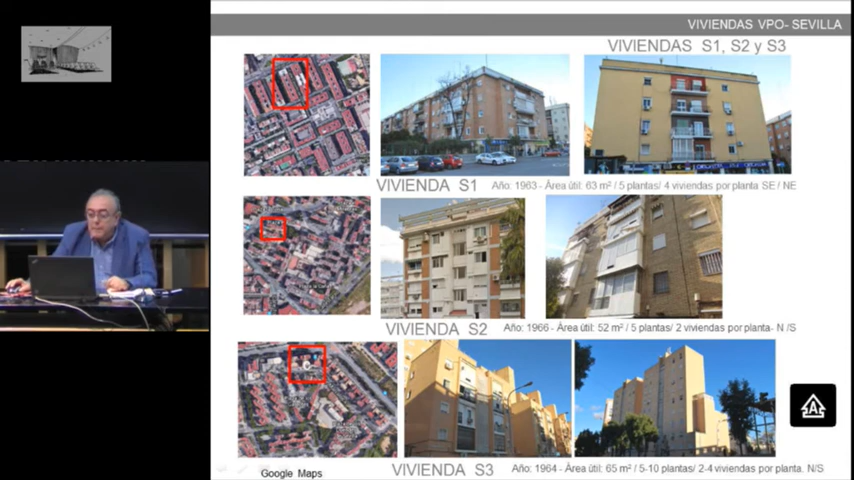 VIVIENDAS VPO- SEVILLA
VIVIENDAS S1, S2 y S3
VIVIENDA S1
Año: 1963 - Área útil: 63 m² / 5 plantas/ 4 viviendas por planta SE / NE
VIVIENDA S2
Año: 1966 - Área útil: 52 m² / 5 plantas/ 2 viviendas por planta- N /S
Google Maps
VIVIENDA S3
Año: 1964 - Área útil: 65 m² / 5-10 plantas/ 2-4 viviendas por planta. N/S